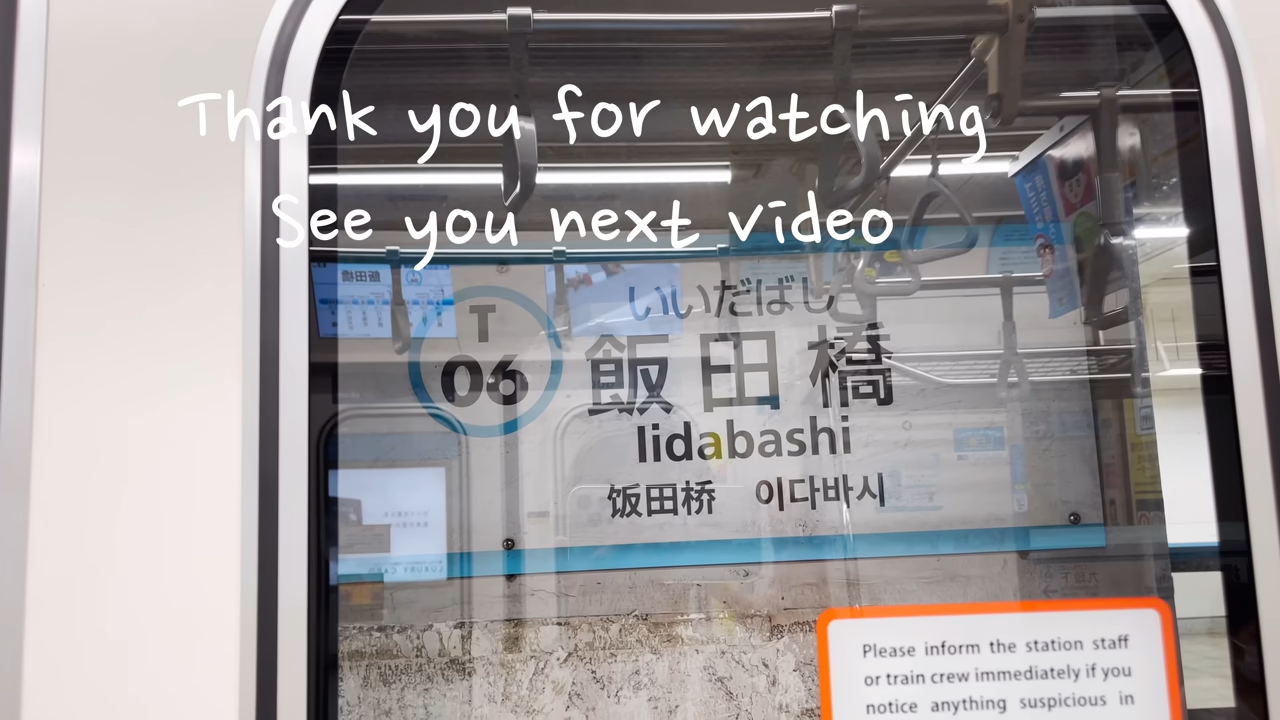 Thank you for watching
See you next video
T
06
いいだばし
飯田橋
Iidabashi
饭田桥 이다바시
Please inform the station staff
or train crew immediately if you
notice anything suspicious in